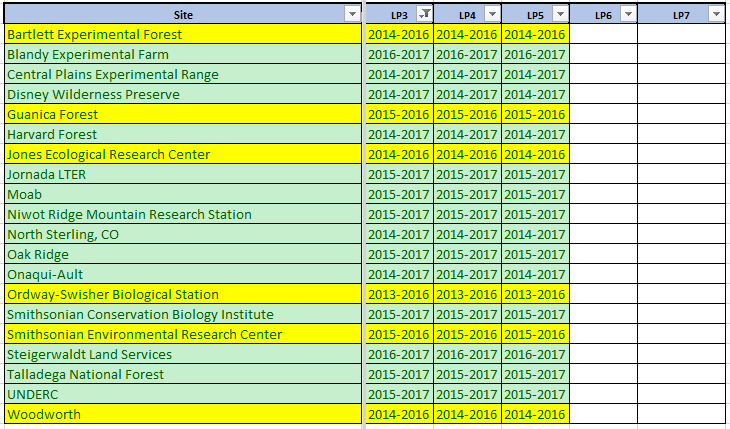 Site LP3 LP4 LP5 LP6 LP7
Bartlett Experimental Forest 2014-2016 2014-2016 2014-2016
Blandy Experimental Farm 2016-2017 2016-2017 2016-2017
Central Plains Experimental Range 2014-2017 2014-2017 2014-2017
Disney Wilderness Preserve 2014-2017 2014-2017 2014-2017
Guanica Forest 2015-2016 2015-2016 2015-2016
Harvard Forest 2014-2017 2014-2017 2014-2017
Jones Ecological Research Center 2014-2016 2014-2016 2014-2016
Jornada LTER 2015-2017 2015-2017 2015-2017
Moab 2015-2017 2015-2017 2015-2017
Niwot Ridge Mountain Research Station 2015-2017 2015-2017 2015-2017
North Sterling, CO 2014-2017 2014-2017 2014-2017
Oak Ridge 2015-2017 2015-2017 2015-2017
Onaqui-Ault 2014-2017 2014-2017 2014-2017
Ordway-Swisher Biological Station 2013-2016 2013-2016 2013-2016
Smithsonian Conservation Biology Institute 2015-2017 2015-2017 2015-2017
Smithsonian Environmental Research Center 2015-2016 2015-2016 2015-2016
Steigerwaldt Land Services 2016-2017 2016-2017 2016-2017
Talladega National Forest 2015-2017 2015-2017 2015-2017
UNDERC 2015-2017 2015-2017 2015-2017
Woodworth 2014-2016 2014-2016 2014-2016